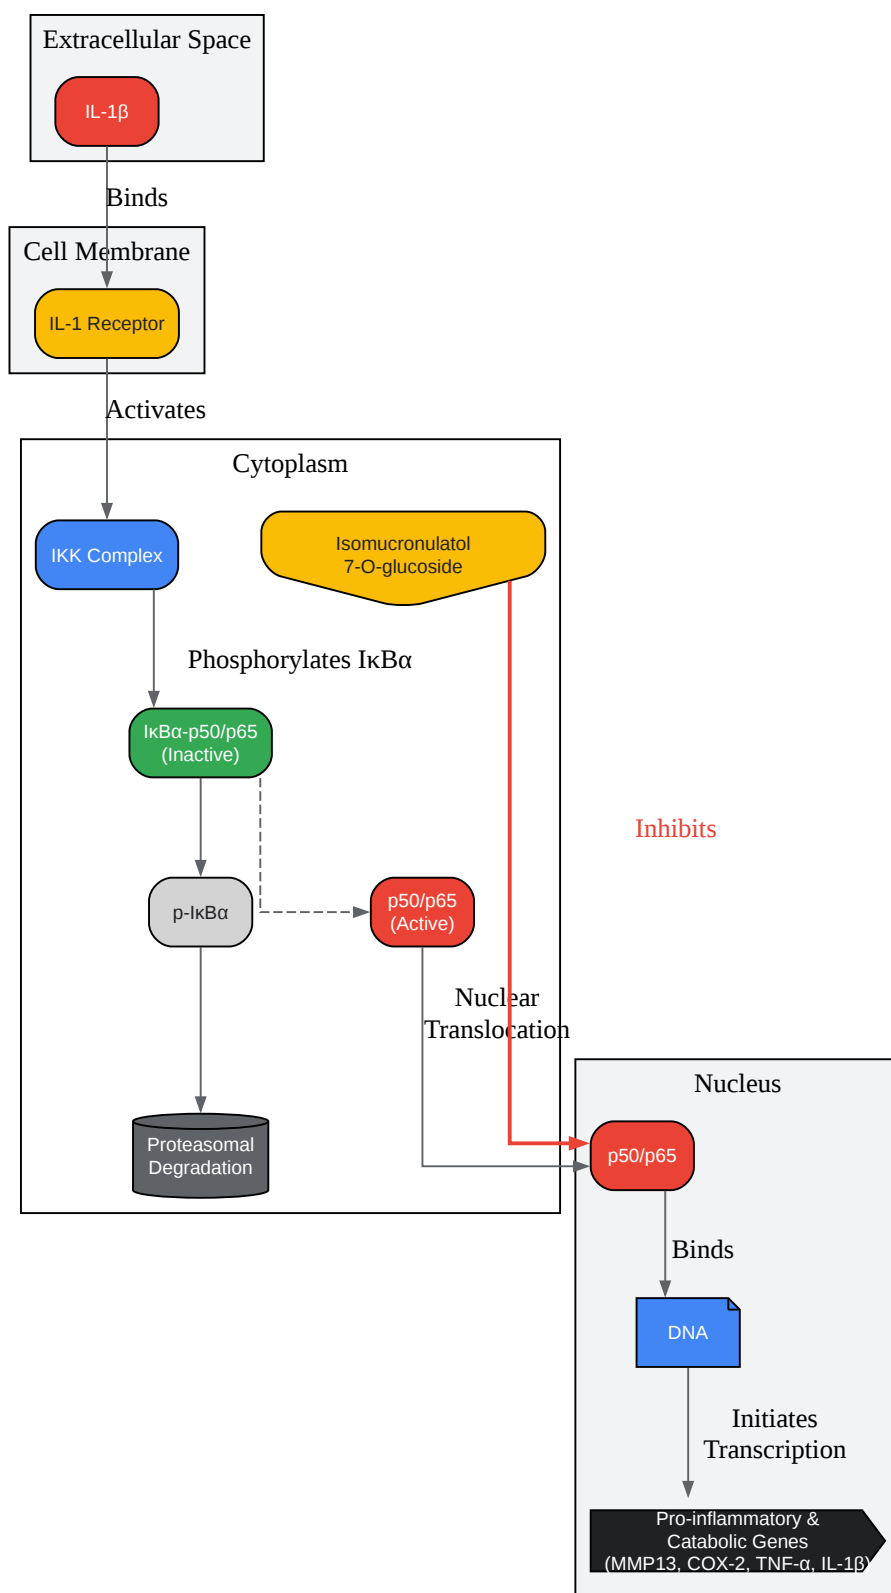 Extracellular Space
IL-1β
Binds
Cell Membrane
IL-1 Receptor
Activates
Cytoplasm
IKK Complex
Isomucronulatol
7-O-glucoside
Phosphorylates IκBα
IκBα-p50/p65
(Inactive)
Inhibits
p-IκBα
p50/p65
(Active)
Nuclear
Translocation
Nucleus
Proteasomal
Degradation
p50/p65
Binds
DNA
Initiates
Transcription
Pro-inflammatory &
Catabolic Genes
(MMP13, COX-2, TNF-α, IL-1β)